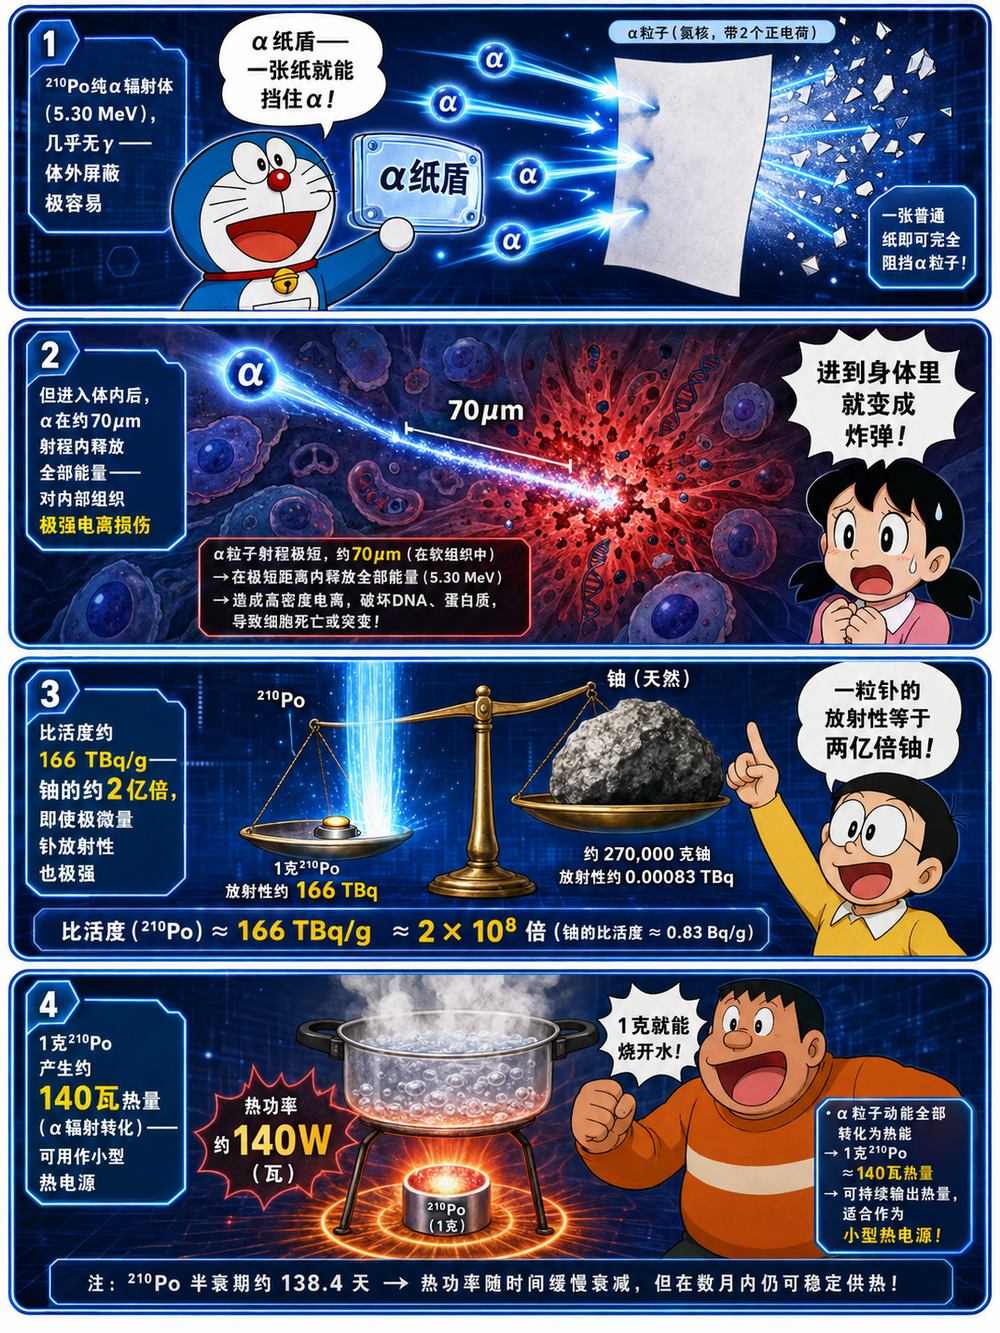 1
²¹⁰Po纯α辐射体
(5.30 MeV)，
几乎无γ——
体外屏蔽
极容易
α纸盾——
一张纸就能
挡住α！
α纸盾
α
α
α
α
α粒子（氦核，带2个正电荷）
一张普通
纸即可完全
阻挡α粒子！
2
但进入体内后，
α在约70μm
射程内释放
全部能量——
对内部组织
极强电离损伤
α
70μm
进到身体里
就变成
炸弹！
α粒子射程极短，约70μm（在软组织中）
→在极短距离内释放全部能量(5.30 MeV)
→造成高密度电离，破坏DNA、蛋白质，
导致细胞死亡或突变！
3
比活度约
166 TBq/g—
铀的约2亿倍，
即使极微量
钋放射性
也极强
²¹⁰Po
铀（天然）
一粒钋的
放射性等于
两亿倍铀！
1克²¹⁰Po
放射性约 166 TBq
约 270,000 克铀
放射性约 0.00083 TBq
比活度(²¹⁰Po) ≈ 166 TBq/g ≈ 2 × 10⁸ 倍 (铀的比活度 ≈ 0.83 Bq/g)
4
1克²¹⁰Po
产生约
140瓦热量
(α辐射转化)——
可用作小型
热电源
热功率
约140W
（瓦）
²¹⁰Po
(1克)
1克就能
烧开水！
·α粒子动能全部
转化为热能
→1克²¹⁰Po
≈140瓦热量
→可持续输出热量，
适合作为
小型热电源！
注：²¹⁰Po 半衰期约 138.4 天 → 热功率随时间缓慢衰减，但在数月内仍可稳定供热！